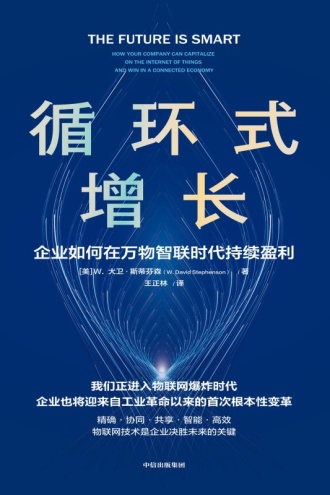 THE FUTURE IS SMART
HOW YOUR COMPANY CAN CAPITALIZE
ON THE INTERNET OF THINGS
AND WIN IN A CONNECTED ECONOMY
循环式
增长
企业如何在万物智联时代持续盈利
[美]W. 大卫·斯蒂芬森(W. David Stephenson) 著
王正林 译
我们正进入物联网爆炸时代
企业也将迎来自工业革命以来的首次根本性变革
精确·协同·共享·智能·高效
物联网技术是企业决胜未来的关键
中信出版集团